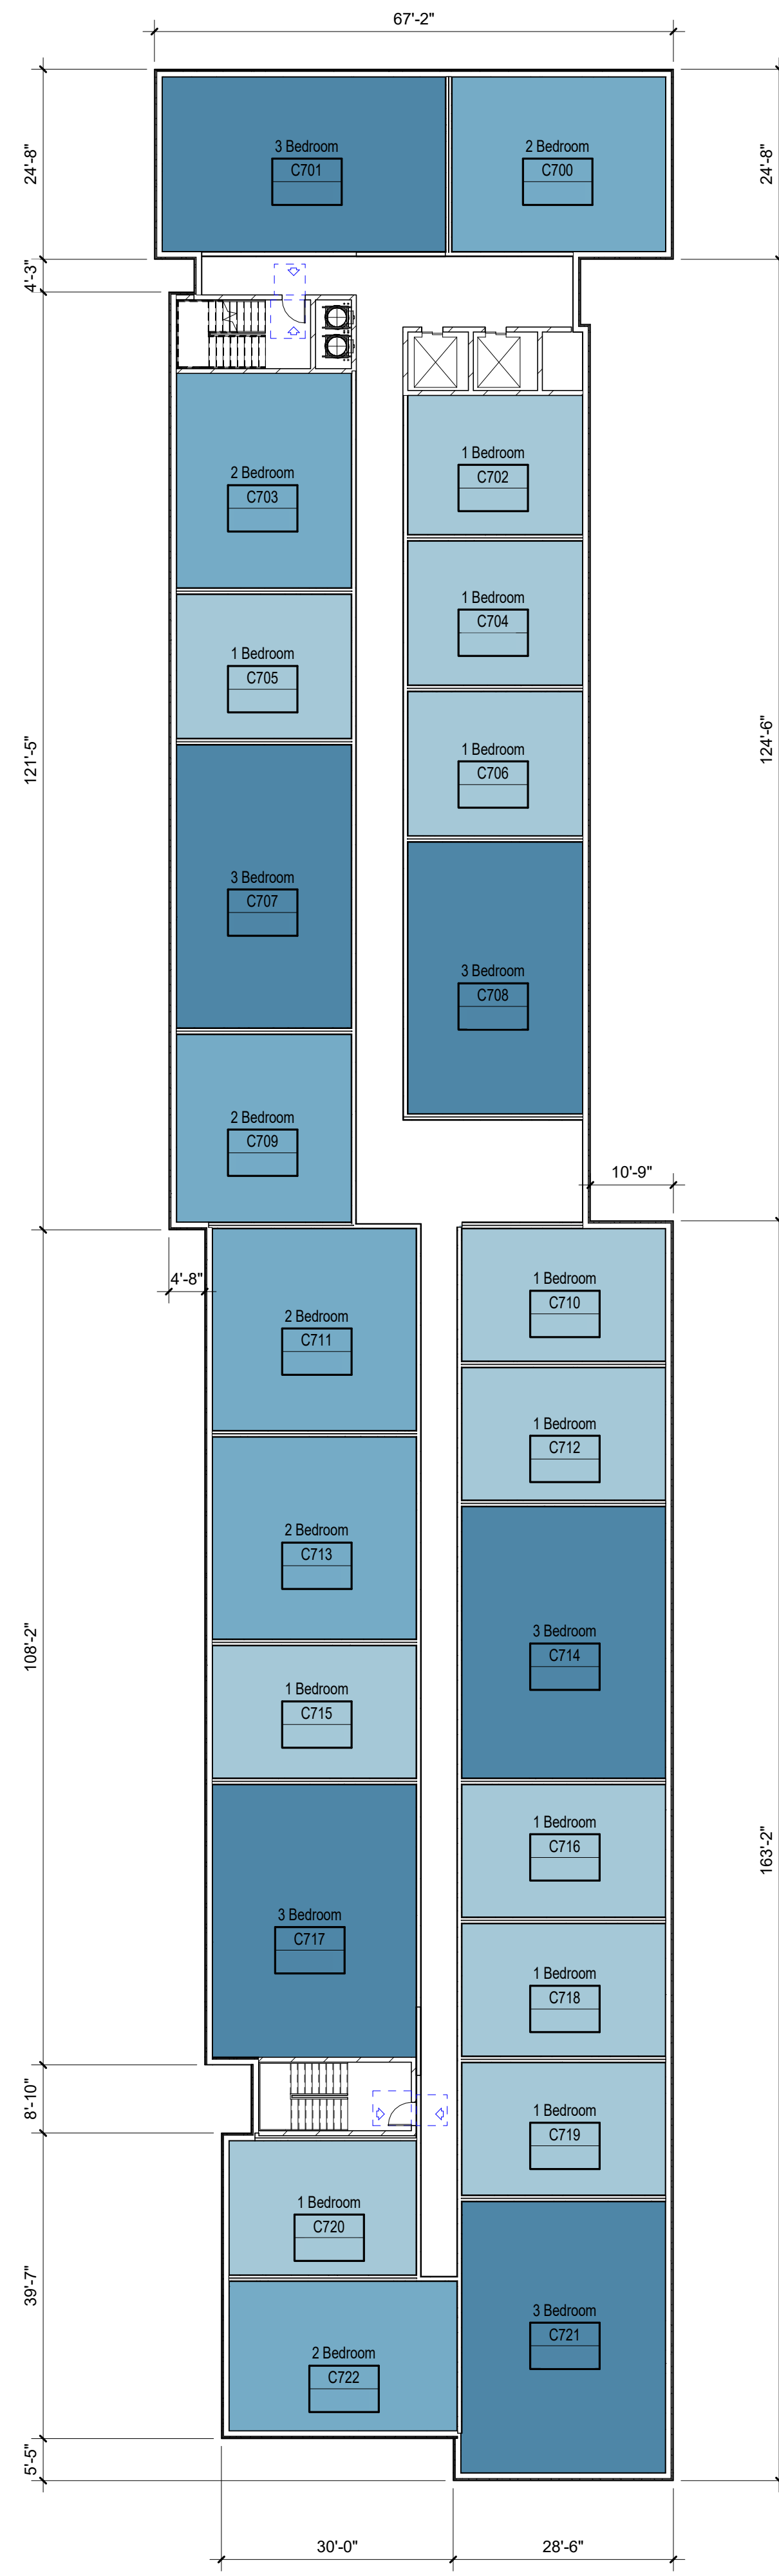 67'-2"
24'-8"
24'-8"
3 Bedroom
C701
2 Bedroom
C700
4'-3"
1 Bedroom
C702
2 Bedroom
C703
1 Bedroom
C704
1 Bedroom
C705
121'-5"
124'-6"
1 Bedroom
C706
3 Bedroom
C707
3 Bedroom
C708
2 Bedroom
C709
10'-9"
4'-8"
1 Bedroom
C710
2 Bedroom
C711
1 Bedroom
C712
2 Bedroom
C713
108'-2"
3 Bedroom
C714
1 Bedroom
C715
163'-2"
1 Bedroom
C716
3 Bedroom
C717
1 Bedroom
C718
8'-10"
1 Bedroom
C719
1 Bedroom
C720
39'-7"
3 Bedroom
C721
2 Bedroom
C722
5'-5"
30'-0"
28'-6"